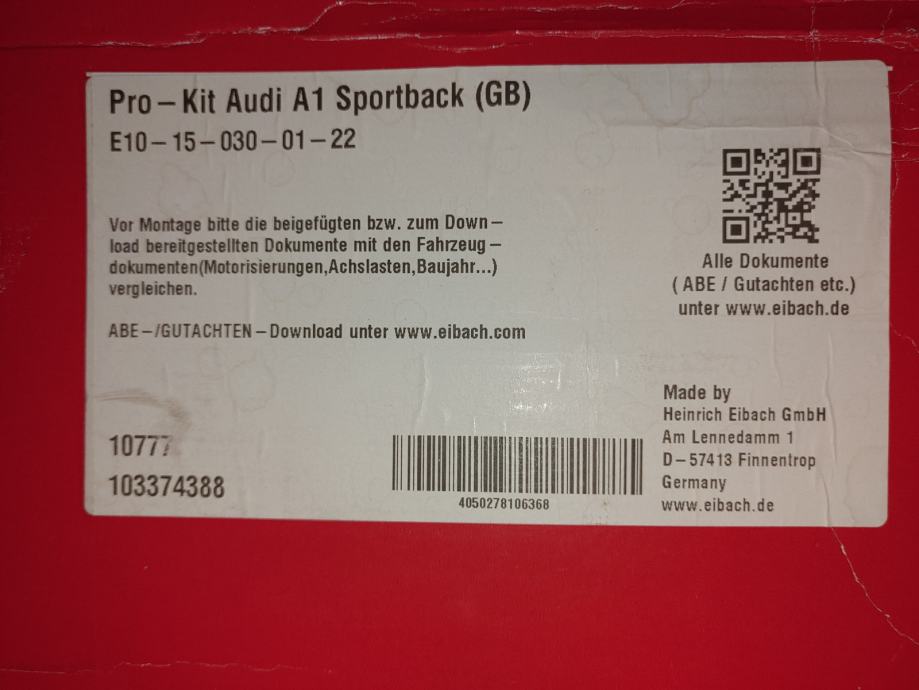 Pro-Kit Audi A1 Sportback (GB)
E10-15-030-01-22
Vor Montage bitte die beigefügten bzw. zum Down-
load bereitgestellten Dokumente mit den Fahrzeug-
dokumenten(Motorisierungen,Achslasten,Baujahr...)
vergleichen.
ABE-/GUTACHTEN-Download unter www.eibach.com
Alle Dokumente
( ABE / Gutachten etc.)
unter www.eibach.de
10777
103374388
4050278106368
Made by
Heinrich Eibach GmbH
Am Lennedamm 1
D-57413 Finnentrop
Germany
www.eibach.de